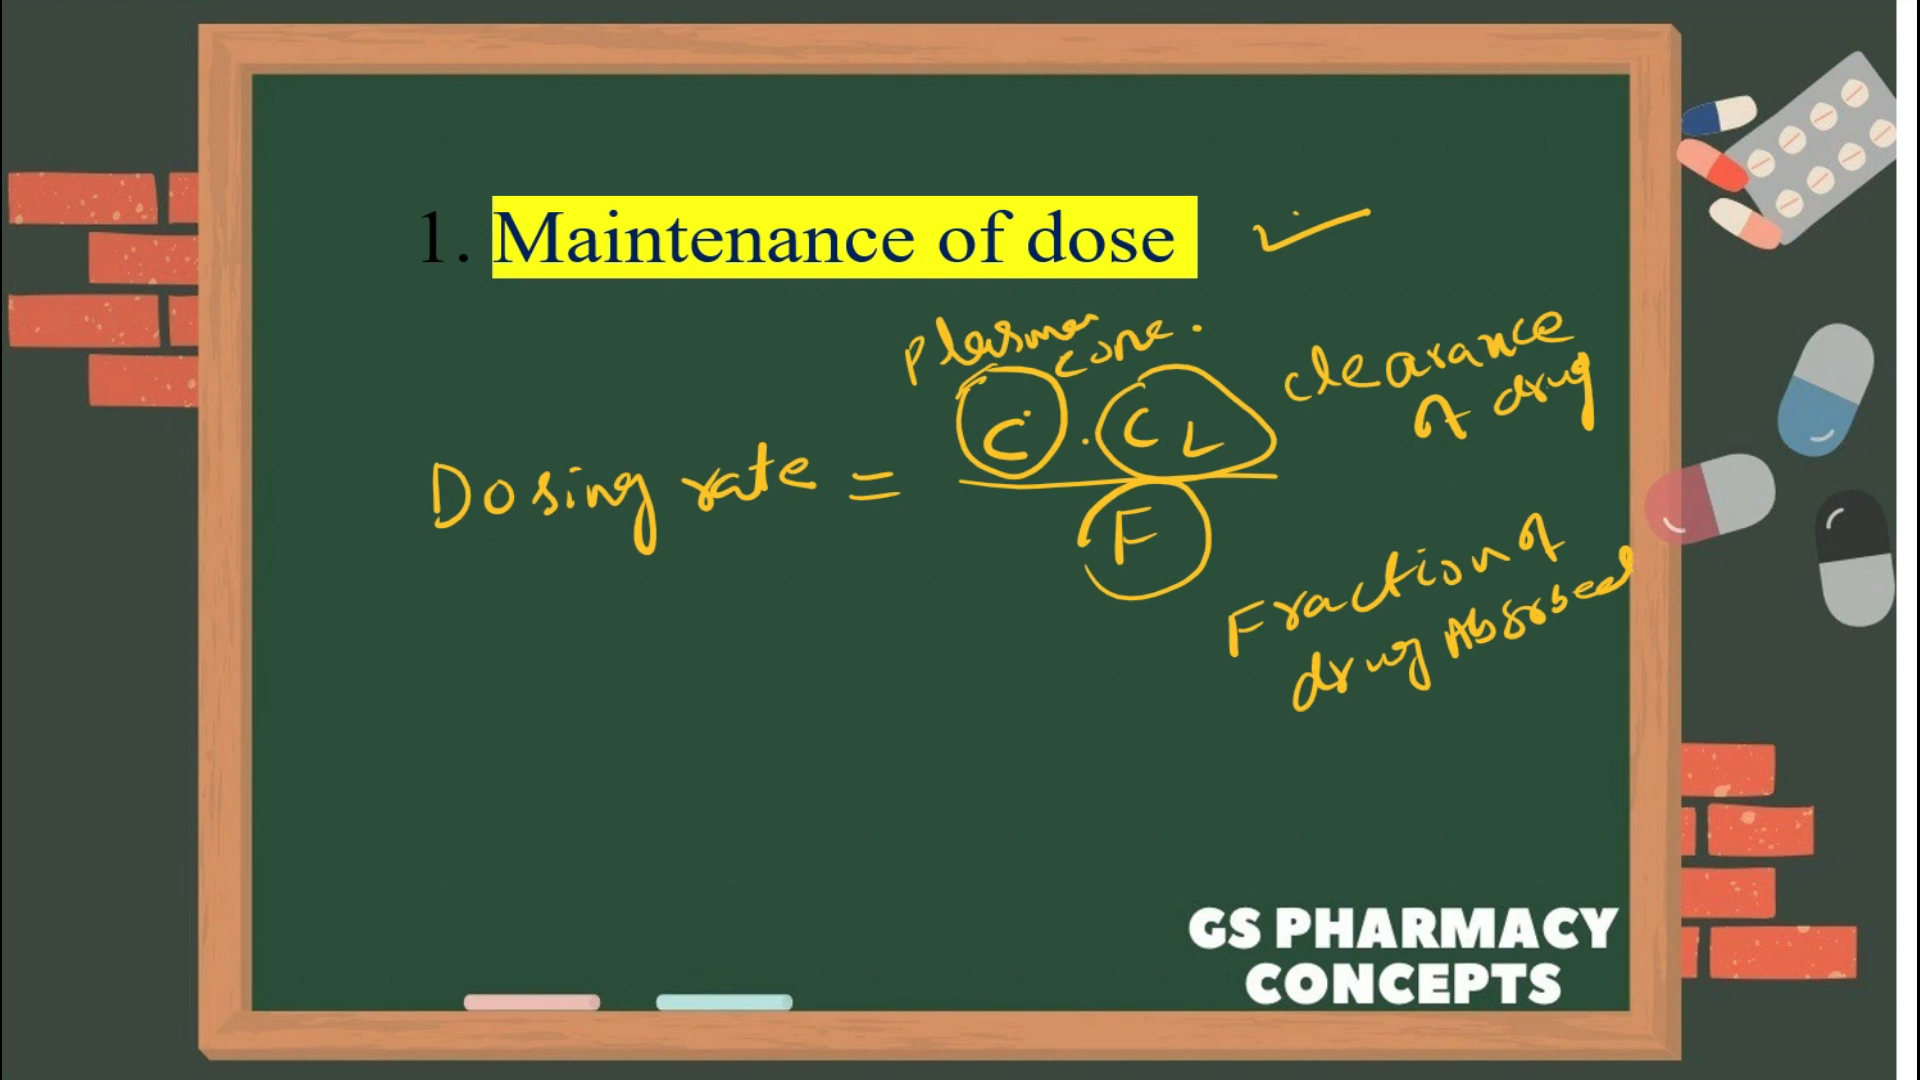 1. Maintenance of dose
Plasma
conc.
clearance
of drug
Dosing rate = C . CL
F
Fraction of
drug Absorbed
GS PHARMACY
CONCEPTS